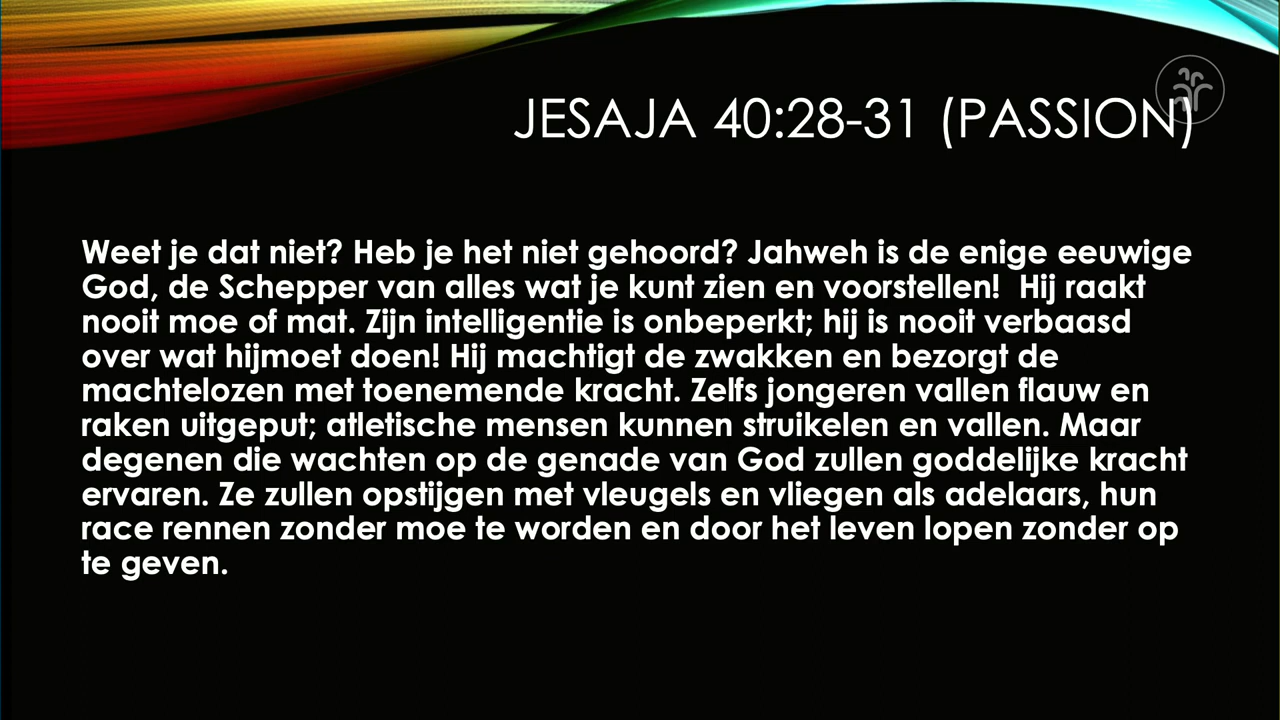 JESAJA 40:28-31 (PASSION)
Weet je dat niet? Heb je het niet gehoord? Jahweh is de enige eeuwige
God, de Schepper van alles wat je kunt zien en voorstellen!  Hij raakt
nooit moe of mat. Zijn intelligentie is onbeperkt; hij is nooit verbaasd
over wat hijmoet doen! Hij machtigt de zwakken en bezorgt de
machtelozen met toenemende kracht. Zelfs jongeren vallen flauw en
raken uitgeput; atletische mensen kunnen struikelen en vallen. Maar
degenen die wachten op de genade van God zullen goddelijke kracht
ervaren. Ze zullen opstijgen met vleugels en vliegen als adelaars, hun
race rennen zonder moe te worden en door het leven lopen zonder op
te geven.